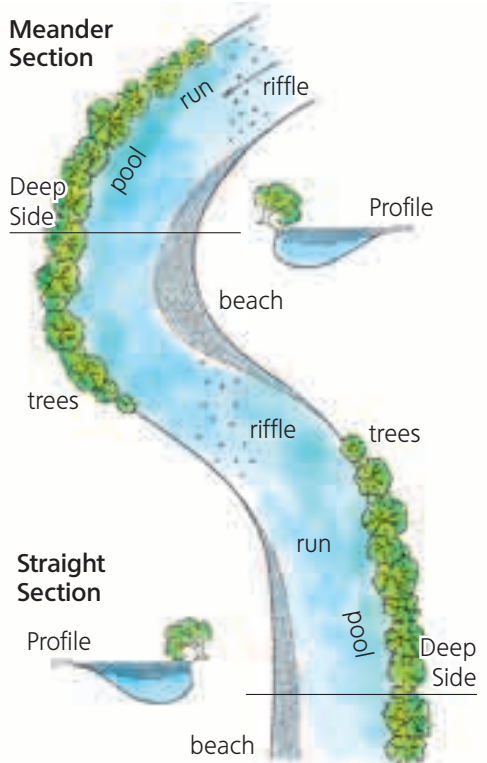 Meander
Section
run
riffle
pool
Deep
Side
Profile
beach
trees
riffle
trees
run
Straight
Section
pool
Profile
Deep
Side
beach